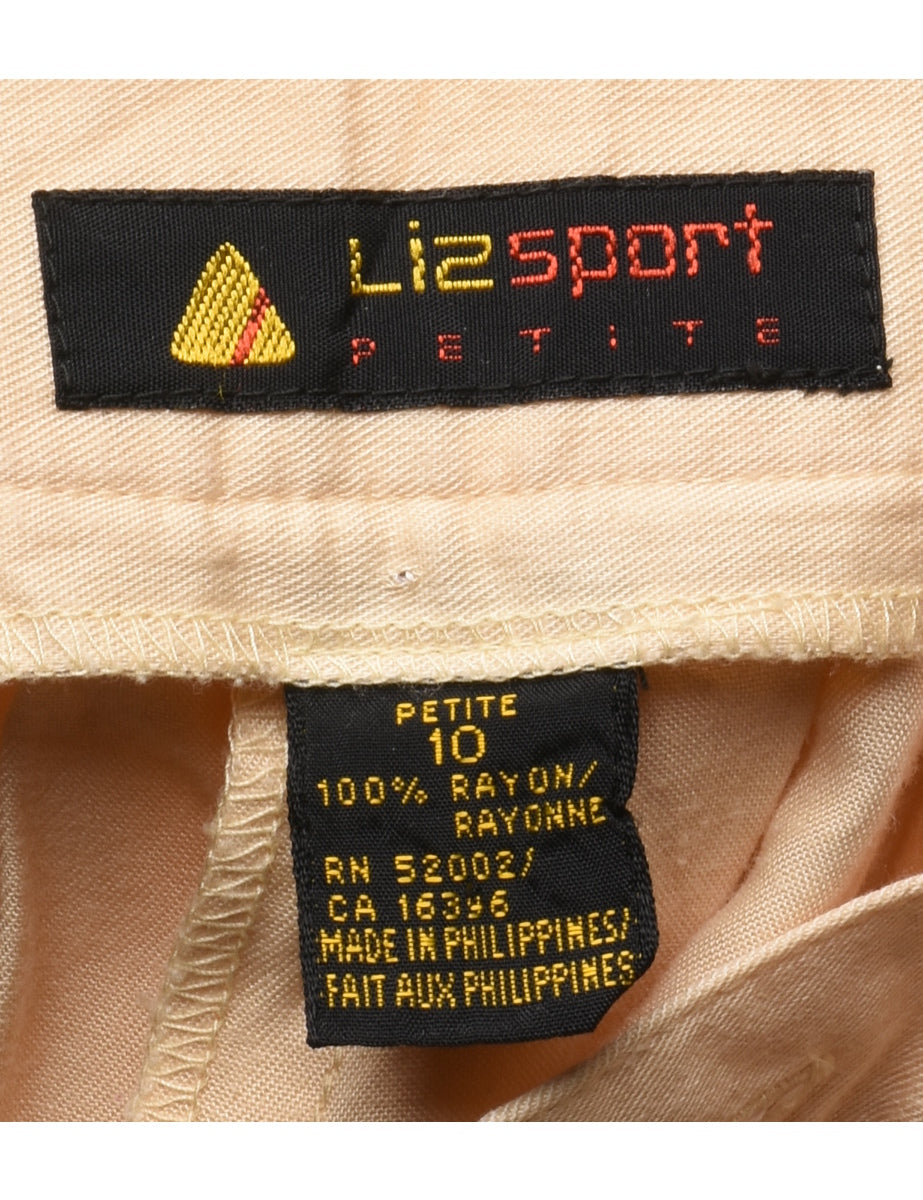 Lizsport
PETITE
PETITE
10
100% RAYON/
RAYONNE
RN 52002/
CA 16396
MADE IN PHILIPPINES/
FAIT AUX PHILIPPINES